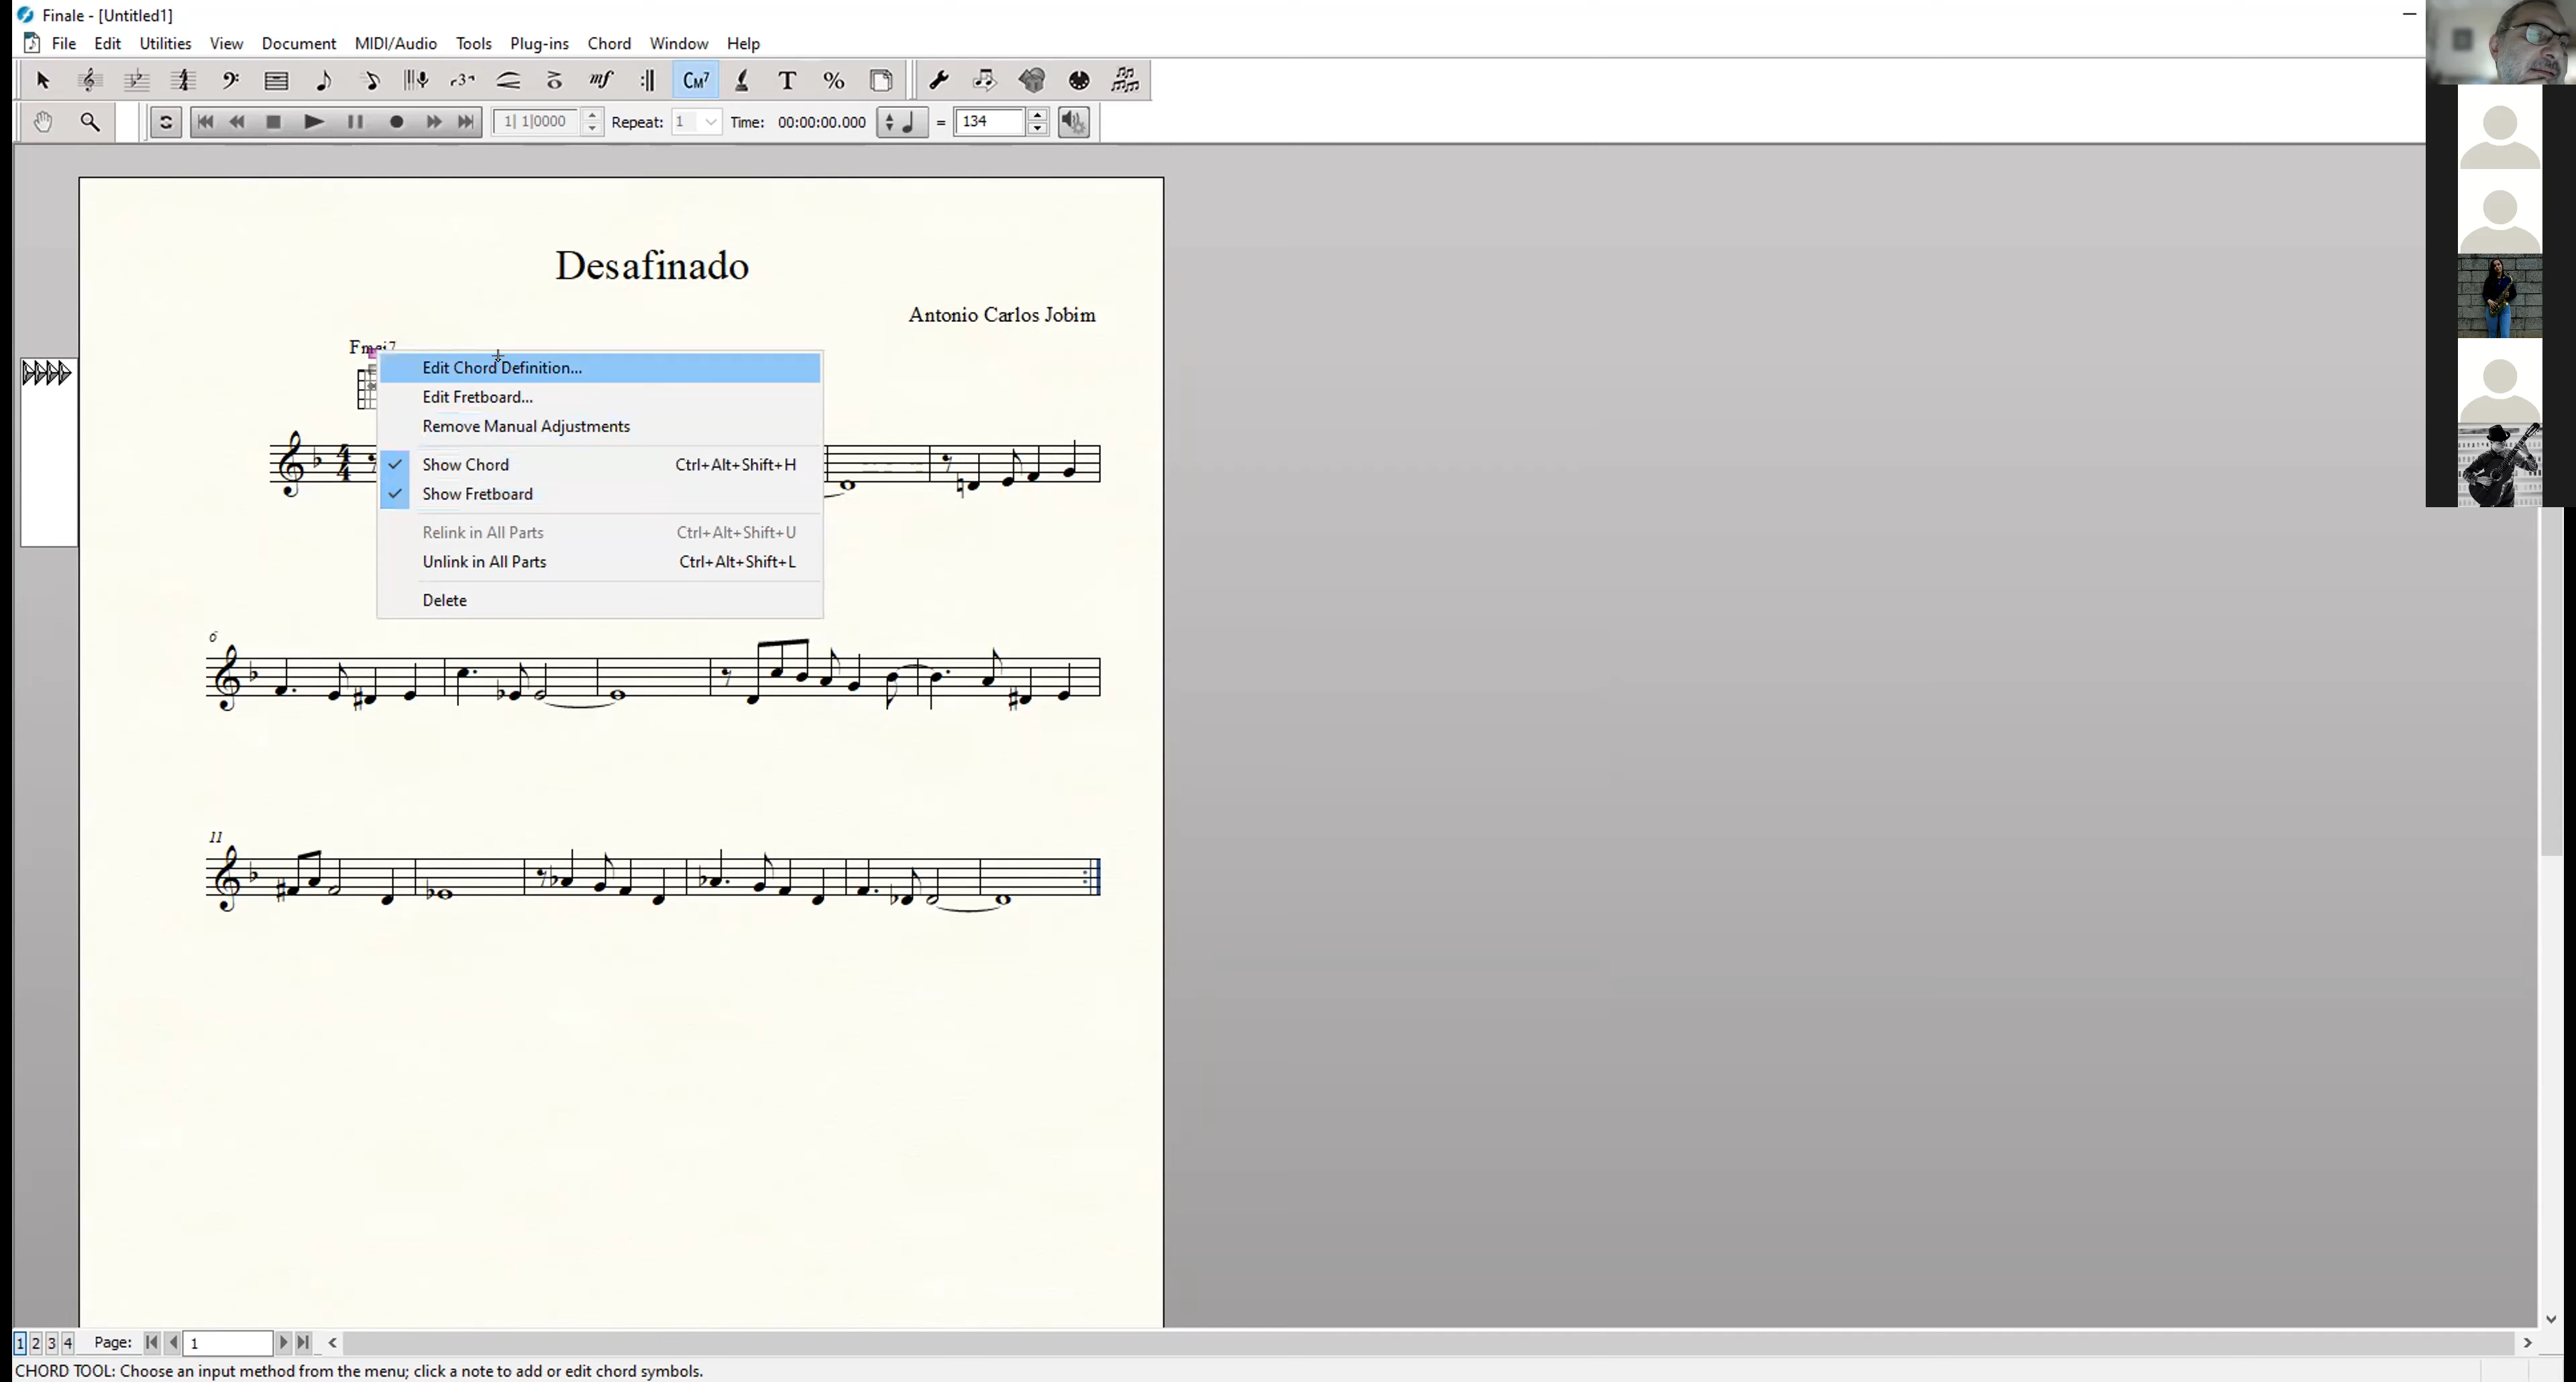 Finale - [Untitled1]
File Edit Utilities View Document MIDI/Audio Tools Plug-ins Chord Window Help
mf CM7 T %
1| 1|0000 Repeat: 1 Time: 00:00:00.000 = 134
Desafinado
Antonio Carlos Jobim
Fmaj7
Edit Chord Definition...
Edit Fretboard...
Remove Manual Adjustments
Show Chord Ctrl+Alt+Shift+H
Show Fretboard
Relink in All Parts Ctrl+Alt+Shift+U
Unlink in All Parts Ctrl+Alt+Shift+L
Delete
6
11
1 2 3 4 Page: 1
CHORD TOOL: Choose an input method from the menu; click a note to add or edit chord symbols.